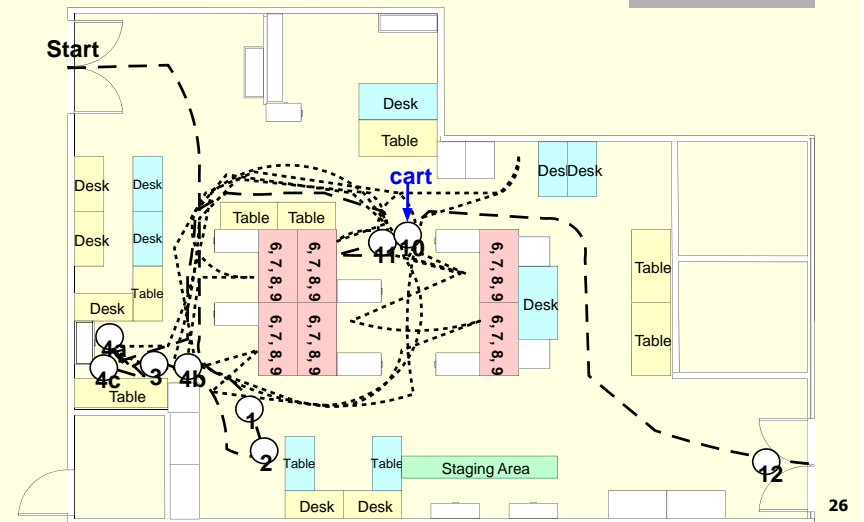 Start
Desk
Table
cart
Desk
Desk
Desk
Desk
Desk
Desk
Table
Table
Table
Desk
11
10
6,7,8,9
6,7,8,9
6,7,8,9
6,7,8,9
6,7,8,9
6,7,8,9
Desk
Table
Table
4a
4c
3
4b
Table
1
2
Table
Table
Staging Area
12
Desk
Desk
26